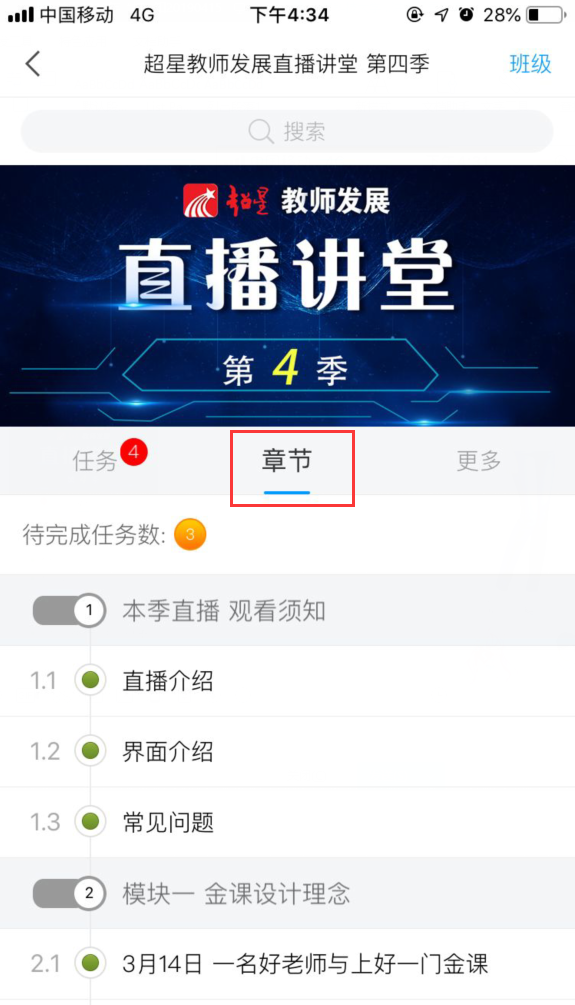 中国移动 4G 下午4:34 28%
超星教师发展直播讲堂 第四季 班级
搜索
超星 教师发展
直播讲堂
第 4 季
任务 4 章节 更多
待完成任务数: 3
1 本季直播 观看须知
1.1 直播介绍
1.2 界面介绍
1.3 常见问题
2 模块一 金课设计理念
2.1 3月14日 一名好老师与上好一门金课